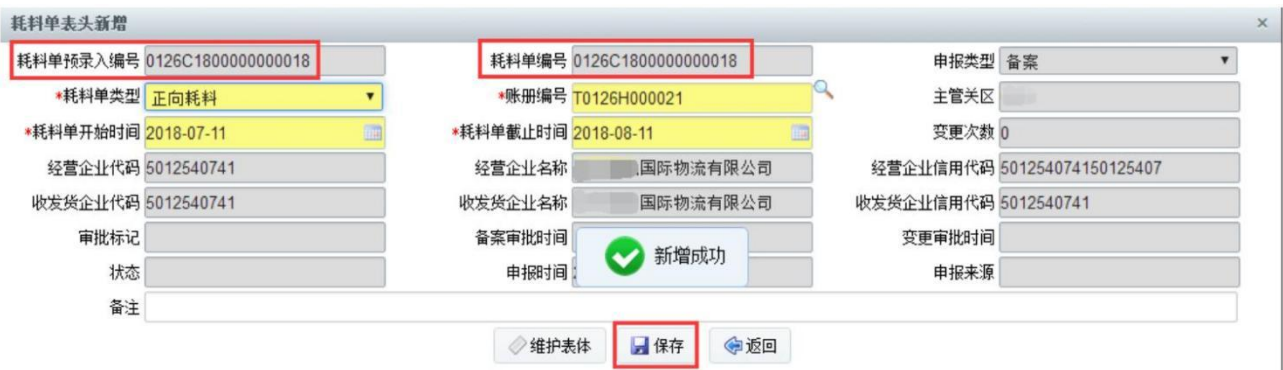 耗料单表头新增 ×
耗料单预录入编号 0126C1800000000018 耗料单编号 0126C1800000000018 申报类型 备案
*耗料单类型 正向耗料 *账册编号 T0126H000021 主管关区
*耗料单开始时间 2018-07-11 *耗料单截止时间 2018-08-11 变更次数 0
经营企业代码 5012540741 经营企业名称 国际物流有限公司 经营企业信用代码 501254074150125407
收发货企业代码 5012540741 收发货企业名称 国际物流有限公司 收发货企业信用代码 5012540741
审批标记 备案审批时间 变更审批时间
新增成功
状态 申报时间 申报来源
备注
维护表体 保存 返回